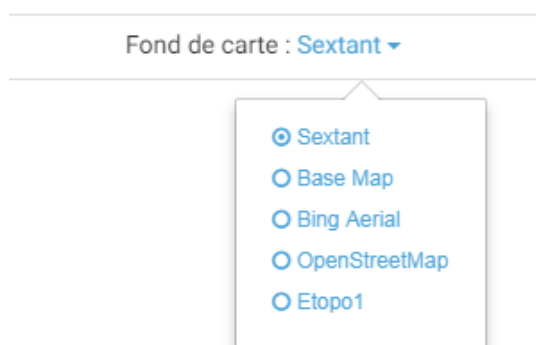 Fond de carte : Sextant
Sextant
Base Map
Bing Aerial
OpenStreetMap
Etopo1